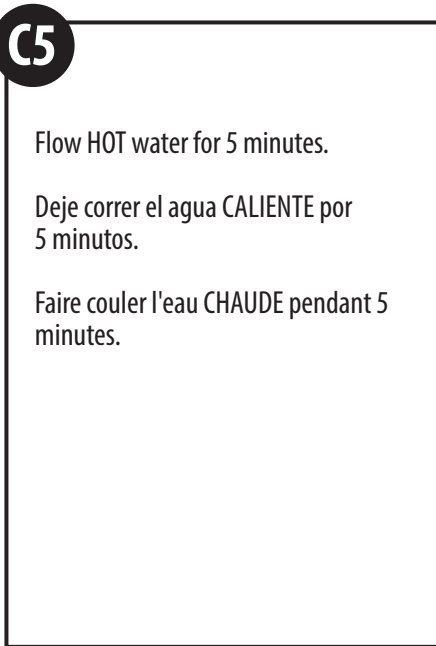 C5
Flow HOT water for 5 minutes.
Deje correr el agua CALIENTE por
5 minutos.
Faire couler l'eau CHAUDE pendant 5
minutes.